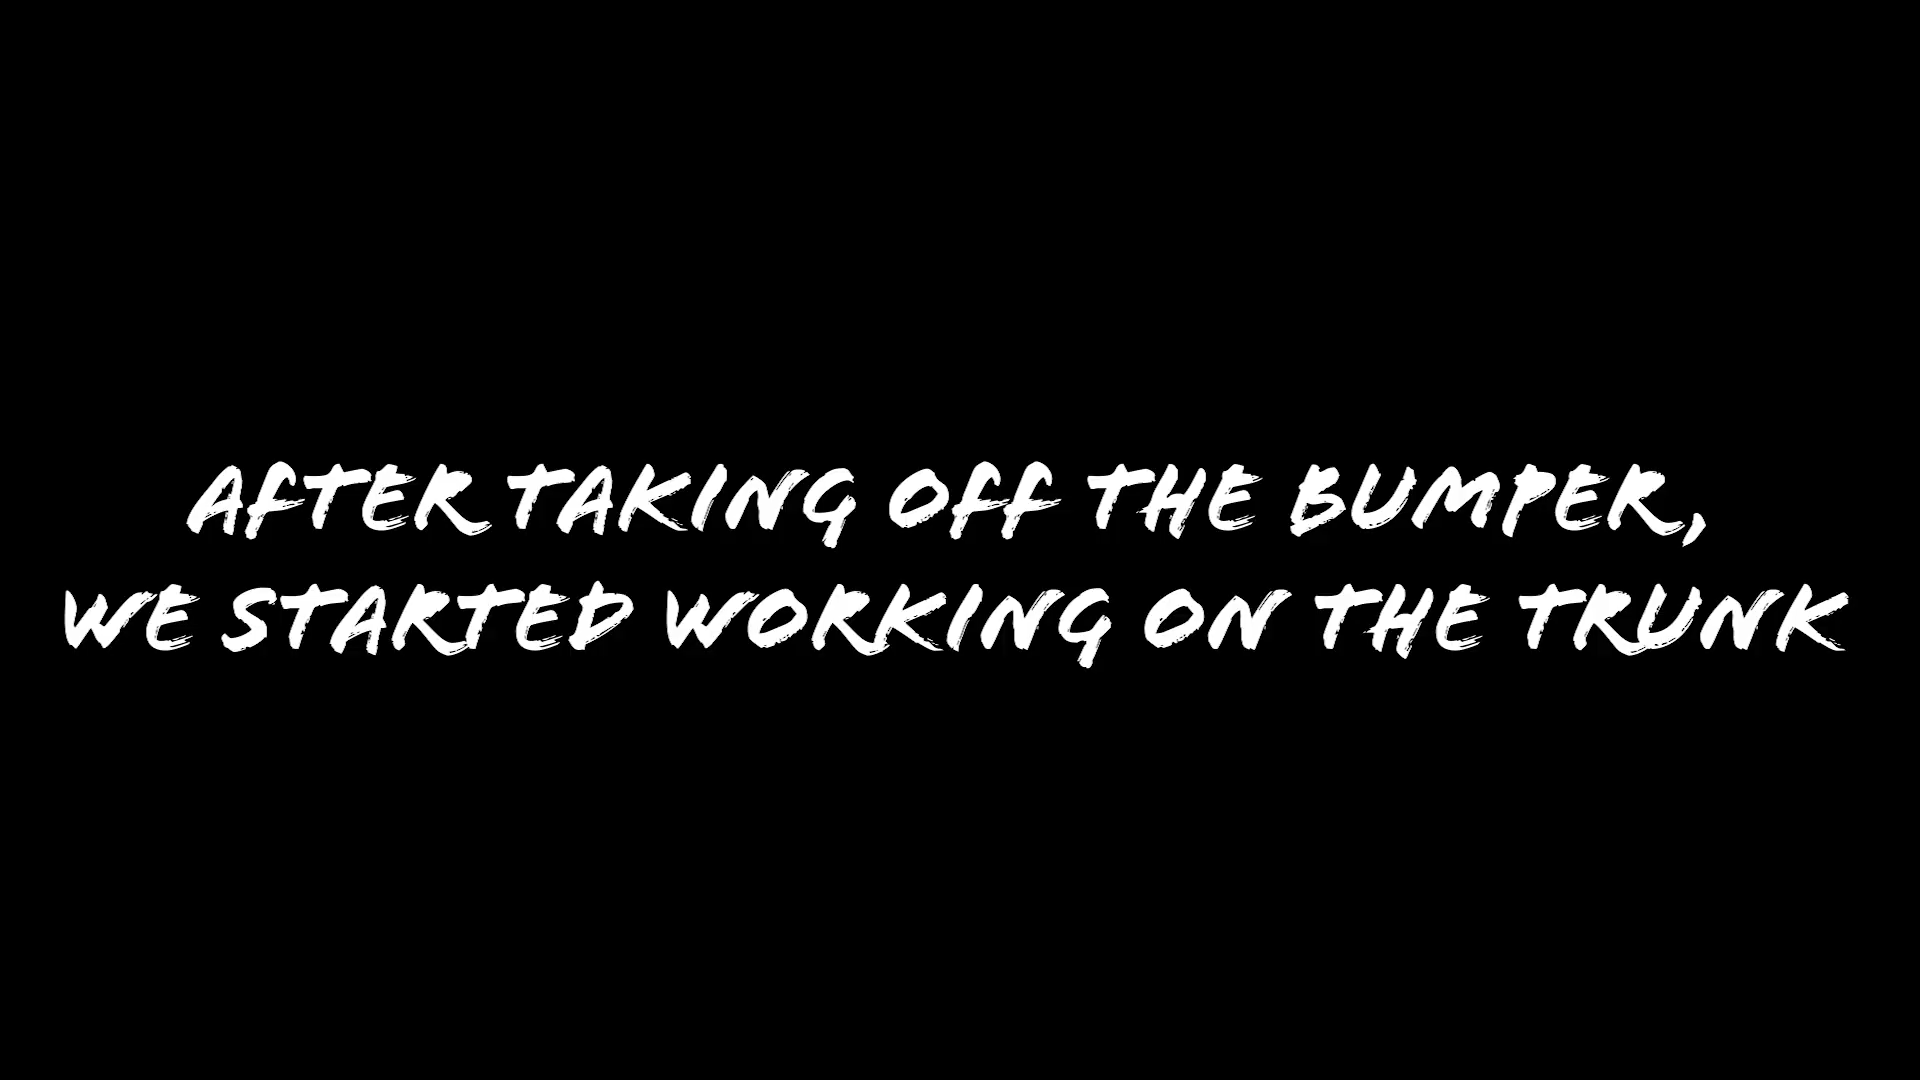 AFTER TAKING OFF THE BUMPER,
WE STARTED WORKING ON THE TRUNK